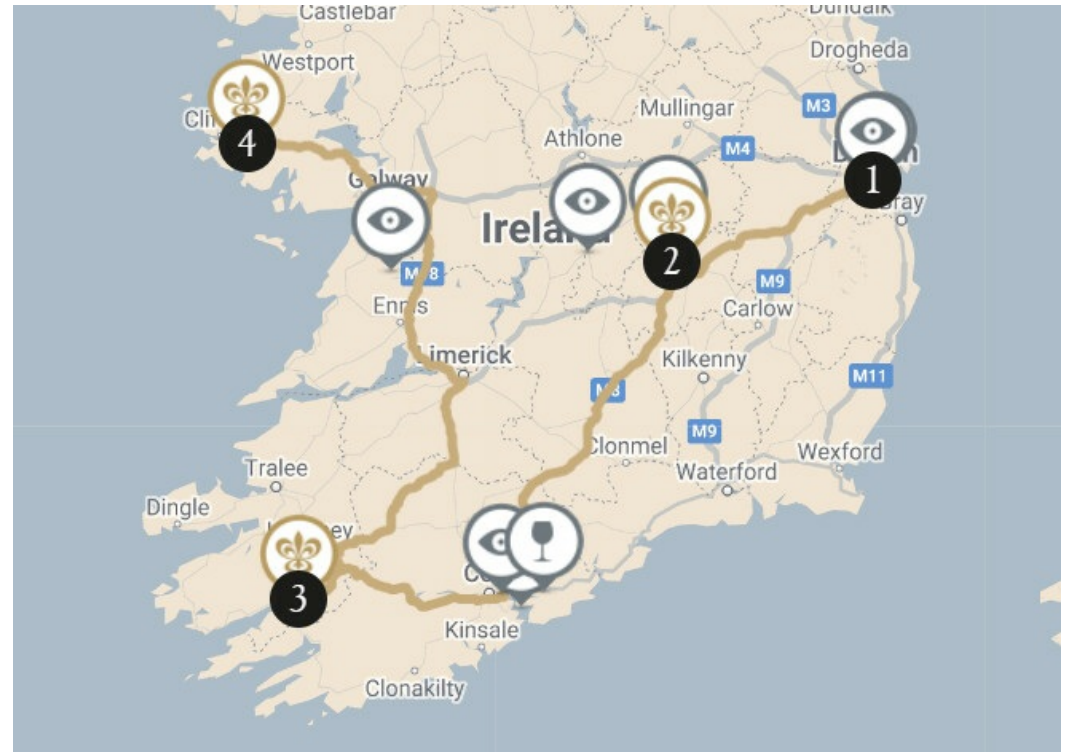 Castlebar
Dundalk
Westport
Drogheda
M3
Mullingar
Athlone
M4
4
1
Galway
Bray
Ireland
2
M18
M9
Ennis
Carlow
Limerick
Kilkenny
M8
M11
M9
Clonmel
Wexford
Waterford
Tralee
Dingle
3
Kinsale
Clonakilty